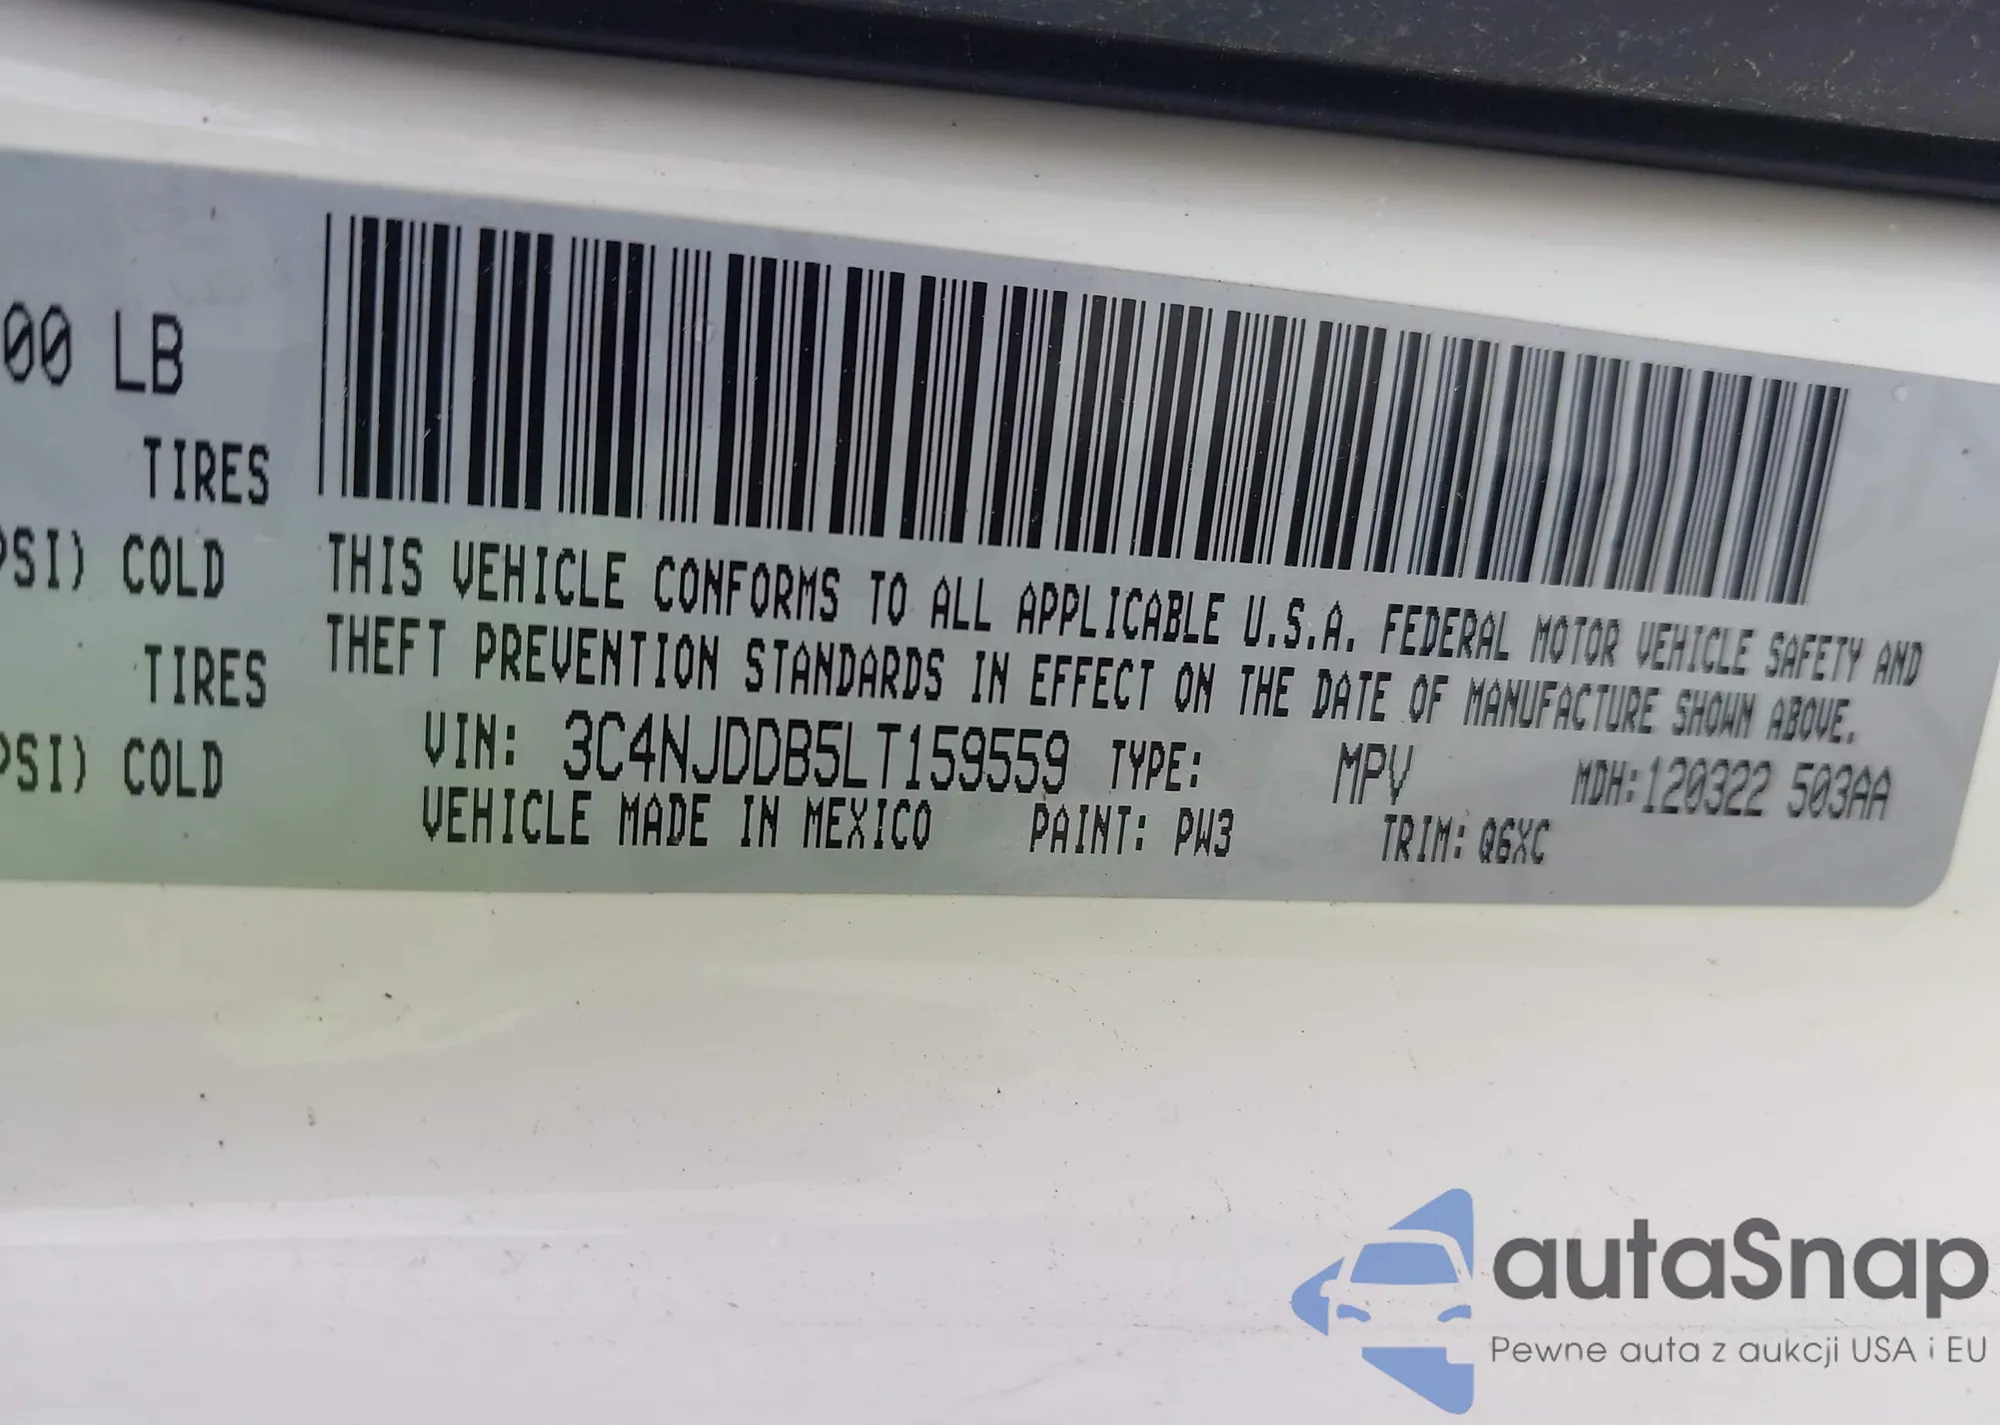 00 LB
TIRES
PSI) COLD
TIRES
PSI) COLD
THIS VEHICLE CONFORMS TO ALL APPLICABLE U.S.A. FEDERAL MOTOR VEHICLE SAFETY AND
THEFT PREVENTION STANDARDS IN EFFECT ON THE DATE OF MANUFACTURE SHOWN ABOVE.
VIN: 3C4NJDDB5LT159559 TYPE: MPV MDH:120322 503AA
VEHICLE MADE IN MEXICO PAINT: PW3 TRIM: Q6XC
autaSnap
Pewne auta z aukcji USA i EU